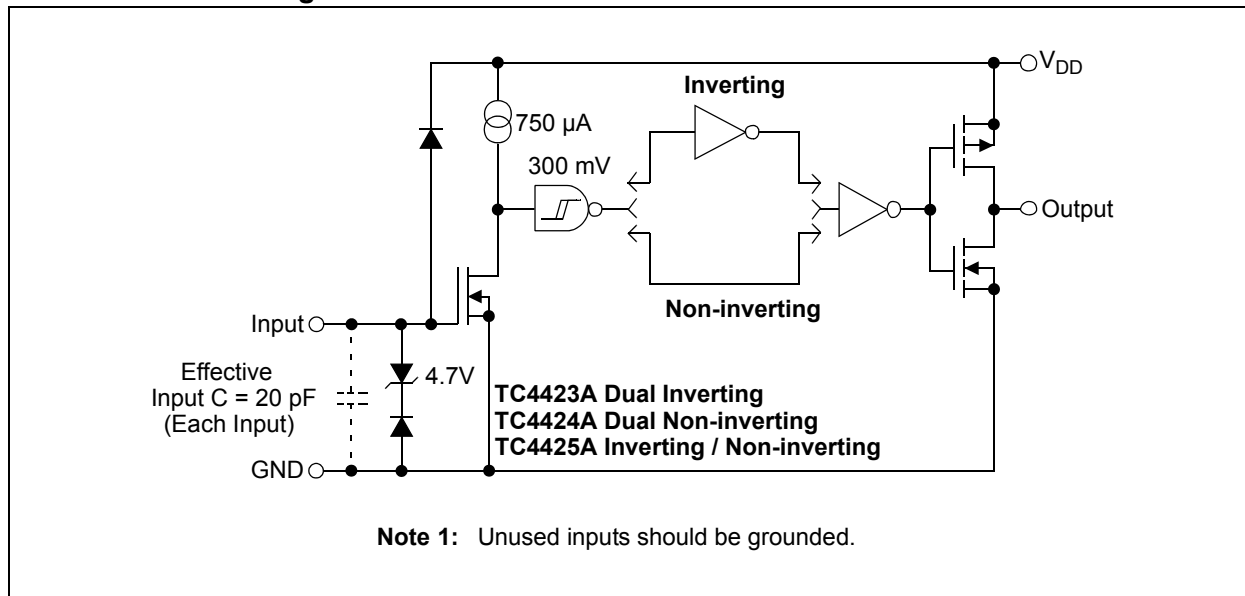 V_DD
Inverting
750 µA
300 mV
Output
Non-inverting
Input
Effective
Input C = 20 pF
(Each Input)
4.7V
TC4423A Dual Inverting
TC4424A Dual Non-inverting
TC4425A Inverting / Non-inverting
GND
Note 1: Unused inputs should be grounded.